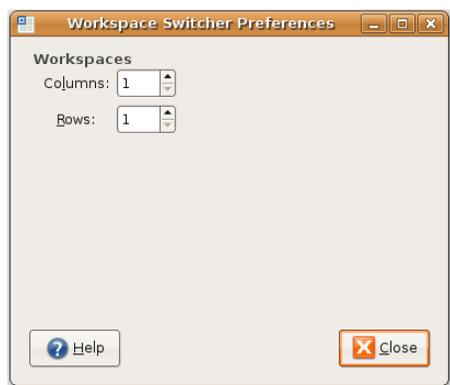 Workspace Switcher Preferences
Workspaces
Columns: 1
Rows: 1
Help
Close